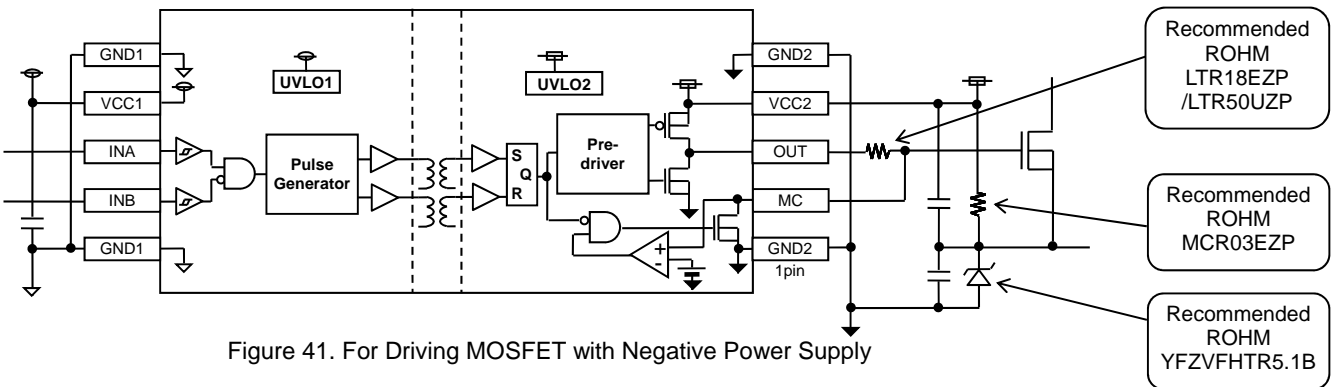 GND1
VCC1
INA
INB
GND1
UVLO1
Pulse
Generator
UVLO2
S
Q
R
Pre-
driver
+
-
GND2
VCC2
OUT
MC
GND2
1pin
Recommended
ROHM
LTR18EZP
/LTR50UZP
Recommended
ROHM
MCR03EZP
Recommended
ROHM
YFZVFHTR5.1B
Figure 41. For Driving MOSFET with Negative Power Supply